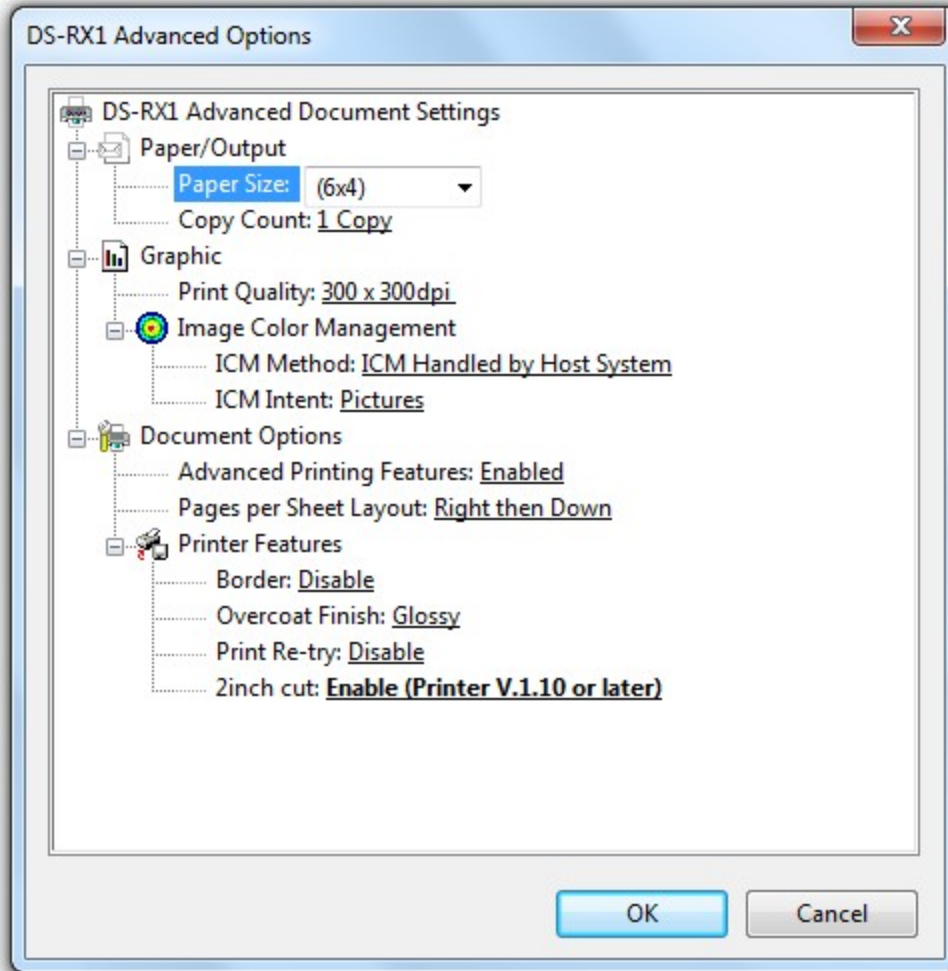 DS-RX1 Advanced Options
DS-RX1 Advanced Document Settings
Paper/Output
Paper Size: (6x4)
Copy Count: 1 Copy
Graphic
Print Quality: 300 x 300dpi
Image Color Management
ICM Method: ICM Handled by Host System
ICM Intent: Pictures
Document Options
Advanced Printing Features: Enabled
Pages per Sheet Layout: Right then Down
Printer Features
Border: Disable
Overcoat Finish: Glossy
Print Re-try: Disable
2inch cut: Enable (Printer V.1.10 or later)
OK Cancel